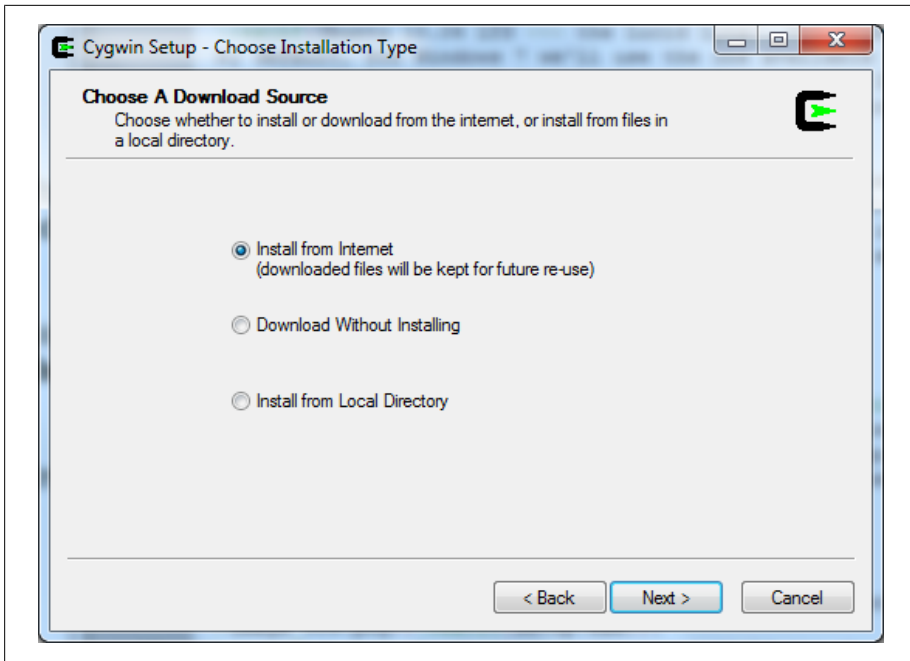 Cygwin Setup - Choose Installation Type
Choose A Download Source
Choose whether to install or download from the internet, or install from files in
a local directory.
Install from Internet
(downloaded files will be kept for future re-use)
Download Without Installing
Install from Local Directory
< Back
Next >
Cancel